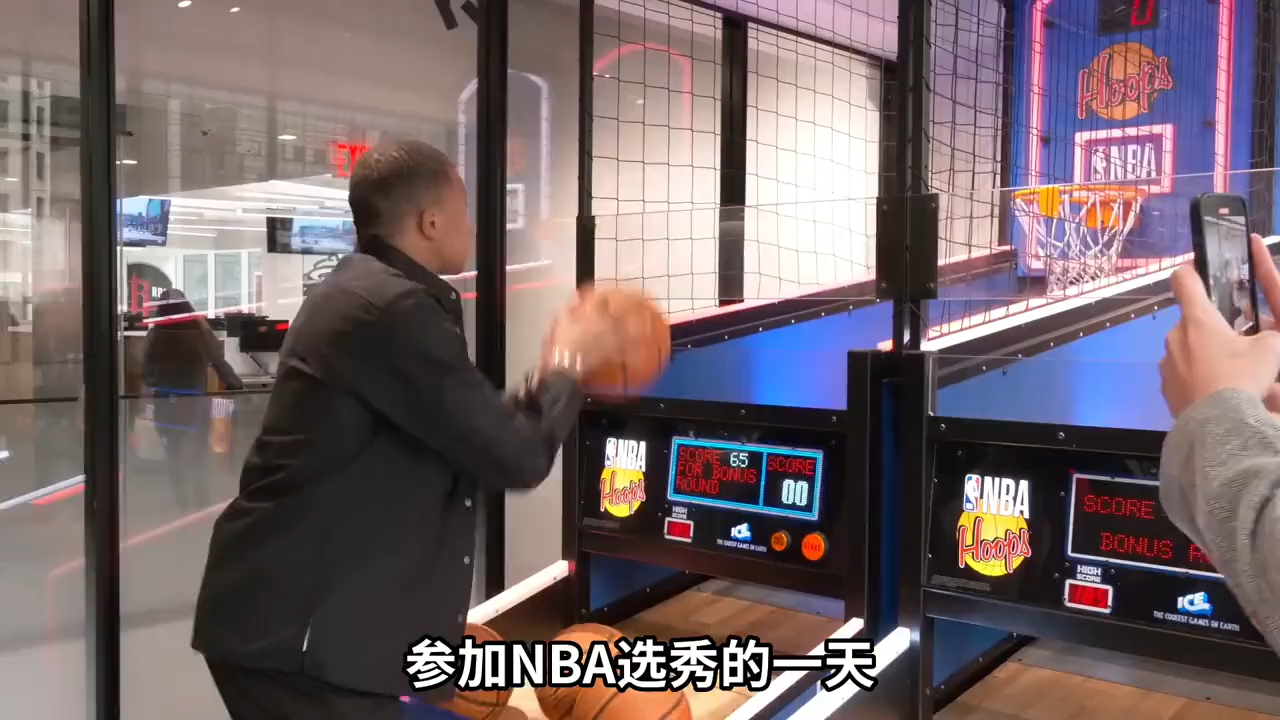 EX
0
Hoops
NBA
NBA
Hoops
SCORE 65
FOR BONUS
ROUND
SCORE
00
HIGH
SCORE
ICE
THE COOLEST GAMES ON EARTH
NBA
Hoops
SCORE
BONUS R
HIGH
SCORE
ICE
THE COOLEST GAMES ON EARTH
参加NBA选秀的一天